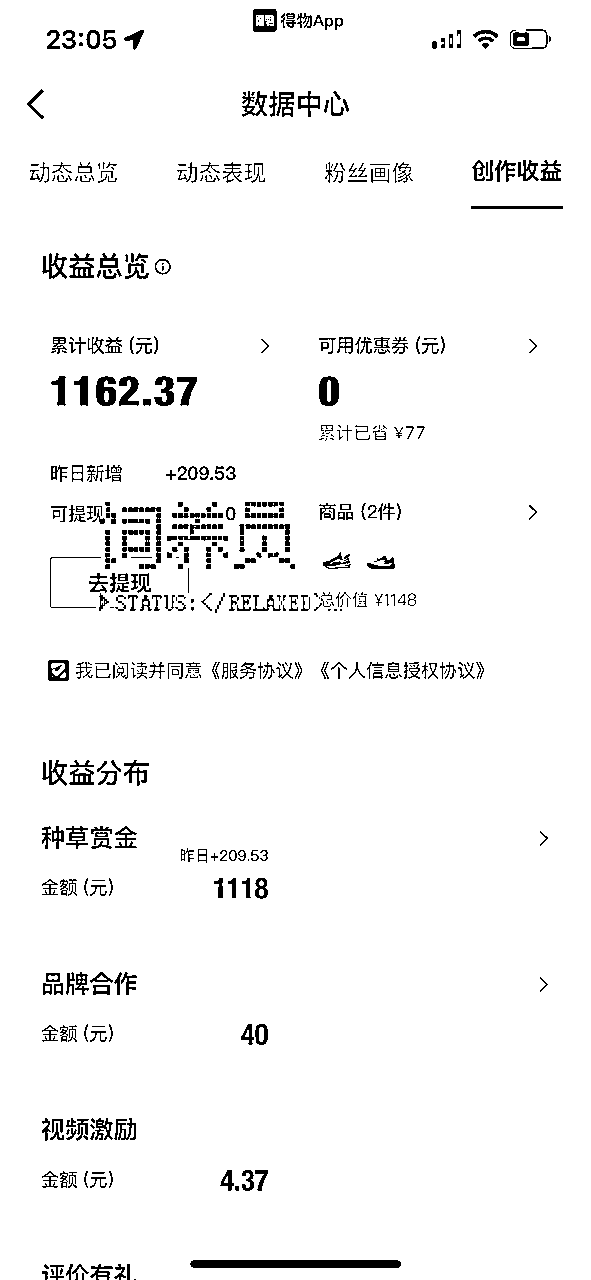 得物App
23:05
数据中心
动态总览 动态表现 粉丝画像 创作收益
收益总览
累计收益 (元) 可用优惠券 (元)
1162.37 0
累计已省 ¥77
昨日新增 +209.53
可提现 0 商品 (2件)
养员
去提现
STATUS:</RELAXED>... 总价值 ¥1148
我已阅读并同意《服务协议》《个人信息授权协议》
收益分布
种草赏金
昨日+209.53
金额 (元) 1118
品牌合作
金额 (元) 40
视频激励
金额 (元) 4.37
评价有礼